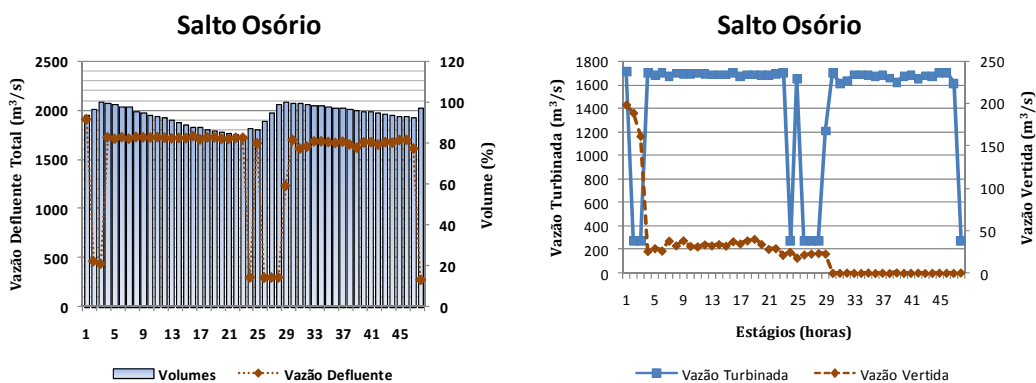 Salto Osório
Vazão Defluente Total (m³/s)
2500
2000
1500
1000
500
0
120
100
80
60
40
20
0
Volume (%)
1 5 9 13 17 21 25 29 33 37 41 45
Volumes Vazão Defluente
Salto Osório
Vazão Turbinada (m³/s)
1800
1600
1400
1200
1000
800
600
400
200
0
250
200
150
100
50
0
Vazão Vertida (m³/s)
1 5 9 13 17 21 25 29 33 37 41 45
Estágios (horas)
Vazão Turbinada Vazão Vertida